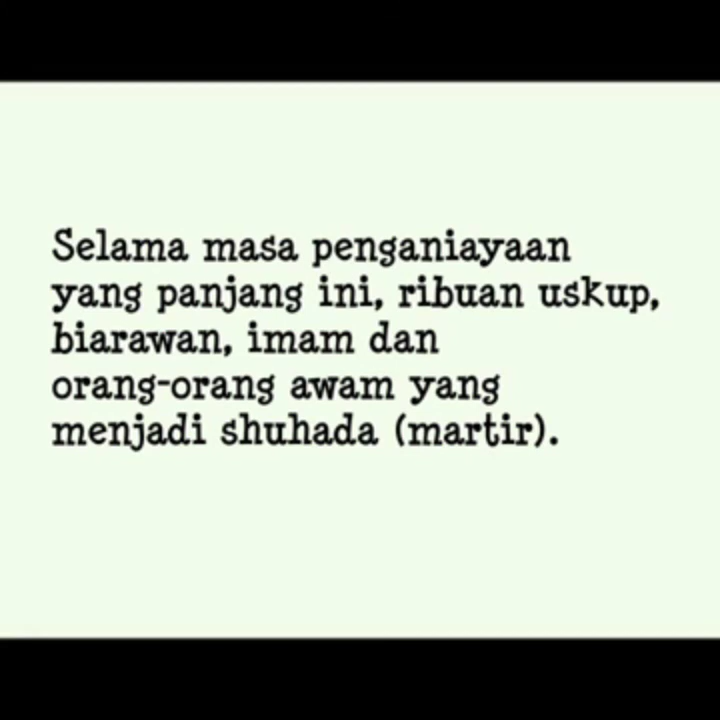 Selama masa penganiayaan
yang panjang ini, ribuan uskup,
biarawan, imam dan
orang-orang awam yang
menjadi shuhada (martir).